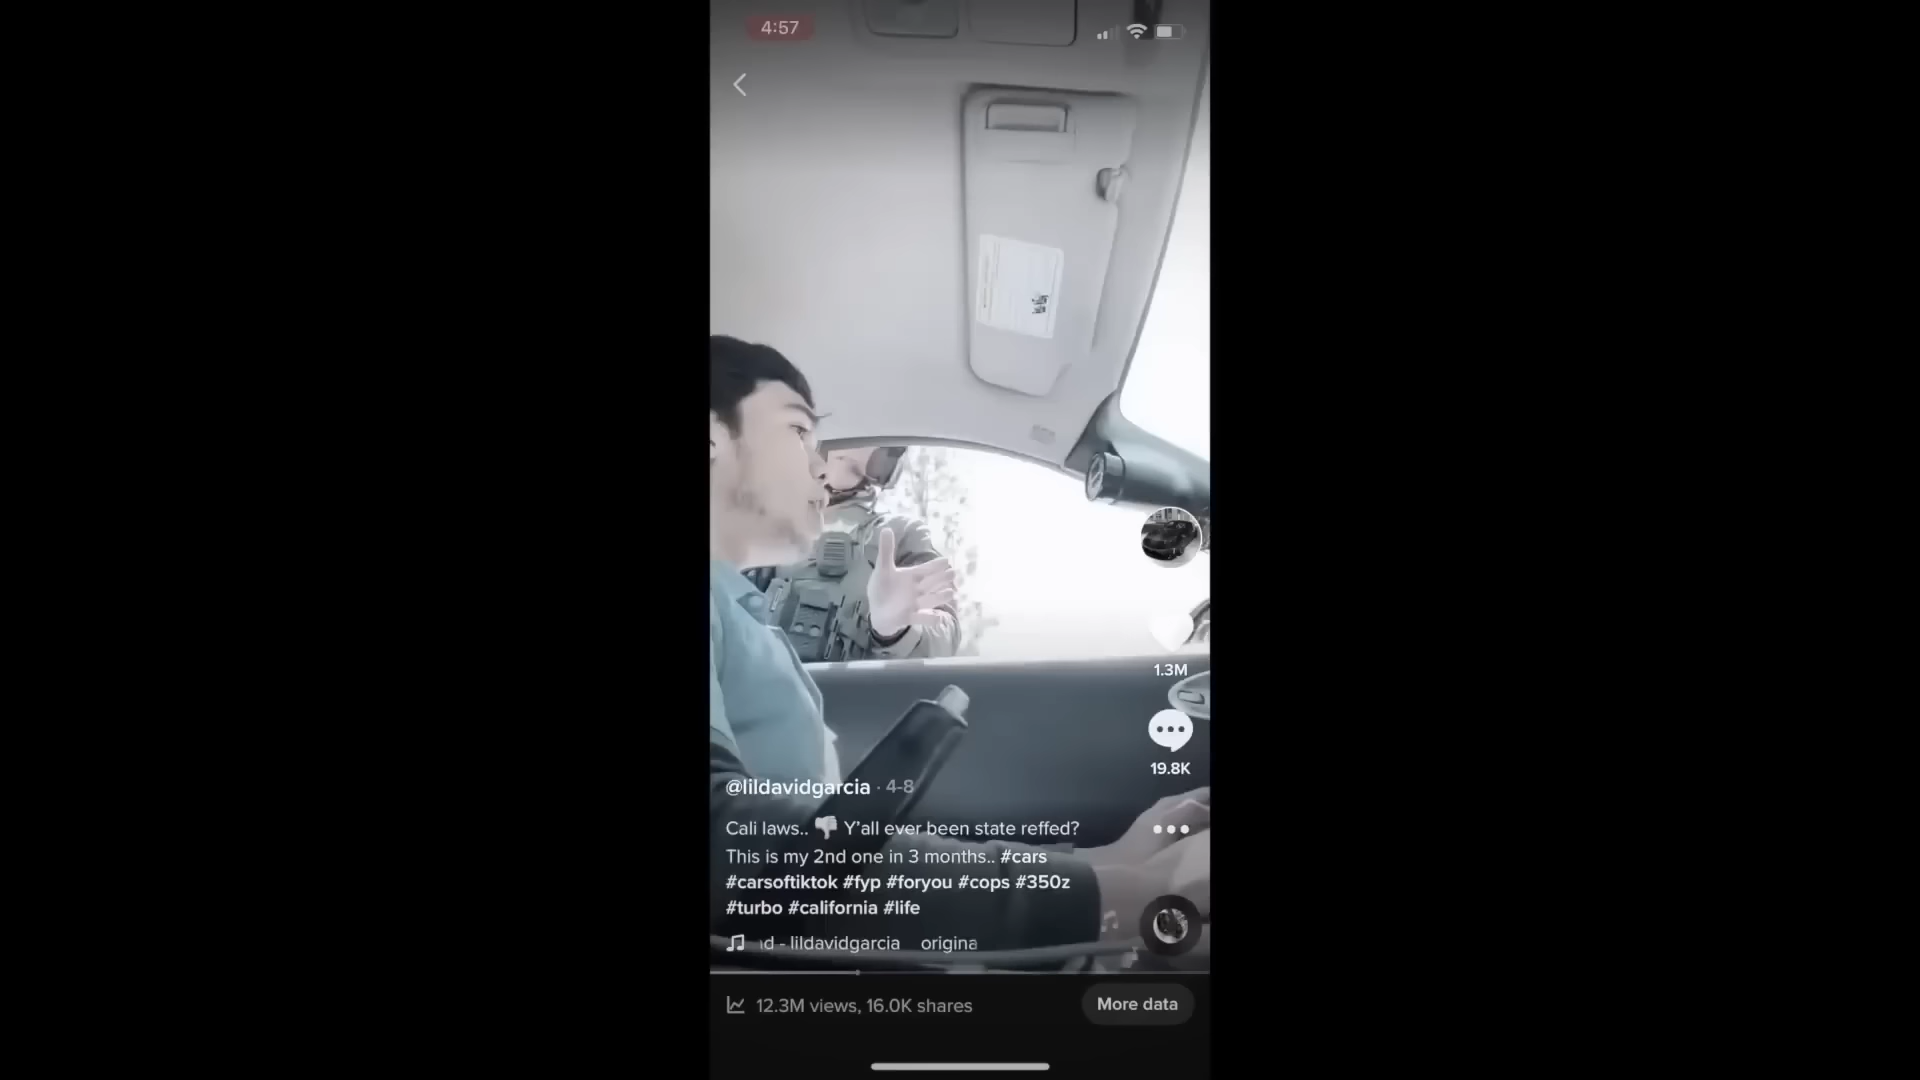 4:57
1.3M
19.8K
@lildavidgarcia · 4-8
Cali laws.. 👎 Y'all ever been state reffed?
This is my 2nd one in 3 months.. #cars
#carsoftiktok #fyp #foryou #cops #350z
#turbo #california #life
d - lildavidgarcia origina
12.3M views, 16.0K shares
More data